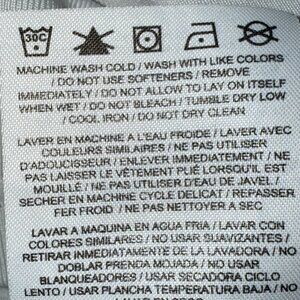 30C
MACHINE WASH COLD / WASH WITH LIKE COLORS
/ DO NOT USE SOFTENERS / REMOVE
IMMEDIATELY / DO NOT ALLOW TO LAY ON ITSELF
WHEN WET / DO NOT BLEACH / TUMBLE DRY LOW
/ COOL IRON / DO NOT DRY CLEAN
LAVER EN MACHINE A L'EAU FROIDE / LAVER AVEC
COULEURS SIMILAIRES / NE PAS UTILISER
D'ADOUCISSEUR / ENLEVER IMMEDIATEMENT / NE
PAS LAISSER LE VÊTEMENT PLIÉ LORSQU'IL EST
MOUILLÉ / NE PAS UTILISER D'EAU DE JAVEL /
SECHER EN MACHINE CYCLE DELICAT / REPASSER
FER FROID / NE PAS NETTOYER A SEC
LAVAR A MAQUINA EN AGUA FRIA / LAVAR CON
COLORES SIMILARES / NO USAR SUAVIZANTES /
RETIRAR INMEDIATAMENTE DE LA LAVADORA / NO
DOBLAR PRENDA MOJADA / NO USAR
BLANQUEADORES / USAR SECADORA CICLO
LENTO / USAR PLANCHA TEMPERATURA BAJA / NO